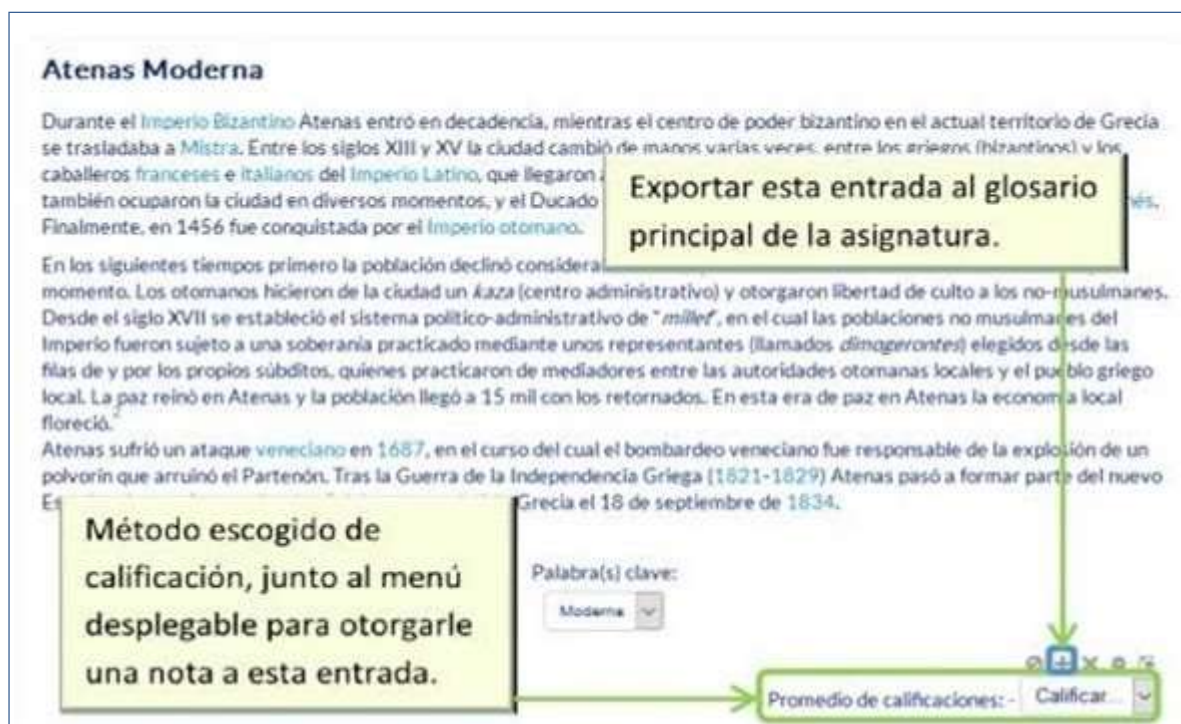 Atenas Moderna
Durante el Imperio Bizantino Atenas entró en decadencia, mientras el centro de poder bizantino en el actual territorio de Grecia
se trasladaba a Mistra. Entre los siglos XIII y XV la ciudad cambió de manos varias veces, entre los griegos (bizantinos) y los
caballeros franceses e italianos del Imperio Latino, que llegaron
también ocuparon la ciudad en diversos momentos, y el Ducado
Finalmente, en 1456 fue conquistada por el Imperio otomano.
Exportar esta entrada al glosario
principal de la asignatura.
En los siguientes tiempos primero la población declinó
momento. Los otomanos hicieron de la ciudad un kaza (centro administrativo) y otorgaron libertad de culto a los no-musulmanes.
Desde el siglo XVII se estableció el sistema político-administrativo de "millet", en el cual las poblaciones no musulmanes del
Imperio fueron sujeto a una soberanía practicado mediante unos representantes (llamados dimogerontes) elegidos desde las
filas de y por los propios súbditos, quienes practicaron de mediadores entre las autoridades otomanas locales y el pueblo griego
local. La paz reinó en Atenas y la población llegó a 15 mil con los retornados. En esta era de paz en Atenas la economía local
floreció.2
Atenas sufrió un ataque veneciano en 1687, en el curso del cual el bombardeo veneciano fue responsable de la explosión de un
polvorín que arruinó el Partenón. Tras la Guerra de la Independencia Griega (1821-1829) Atenas pasó a formar parte del nuevo
Grecia el 18 de septiembre de 1834.
Método escogido de
calificación, junto al menú
desplegable para otorgarle
una nota a esta entrada.
Palabra(s) clave:
Moderna
Promedio de calificaciones: - Calificar...